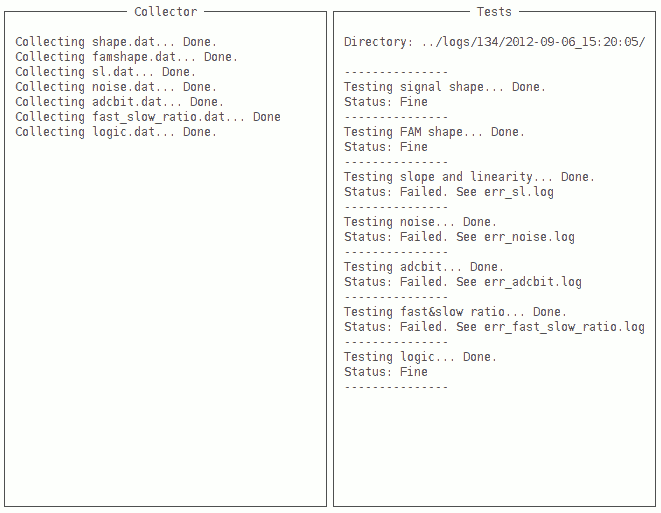 Collector
Collecting shape.dat... Done.
Collecting famshape.dat... Done.
Collecting sl.dat... Done.
Collecting noise.dat... Done.
Collecting adcbit.dat... Done.
Collecting fast_slow_ratio.dat... Done
Collecting logic.dat... Done.
Tests
Directory: ../logs/134/2012-09-06_15:20:05/
---------------
Testing signal shape... Done.
Status: Fine
---------------
Testing FAM shape... Done.
Status: Fine
---------------
Testing slope and linearity... Done.
Status: Failed. See err_sl.log
---------------
Testing noise... Done.
Status: Failed. See err_noise.log
---------------
Testing adcbit... Done.
Status: Failed. See err_adcbit.log
---------------
Testing fast&slow ratio... Done.
Status: Failed. See err_fast_slow_ratio.log
---------------
Testing logic... Done.
Status: Fine
---------------